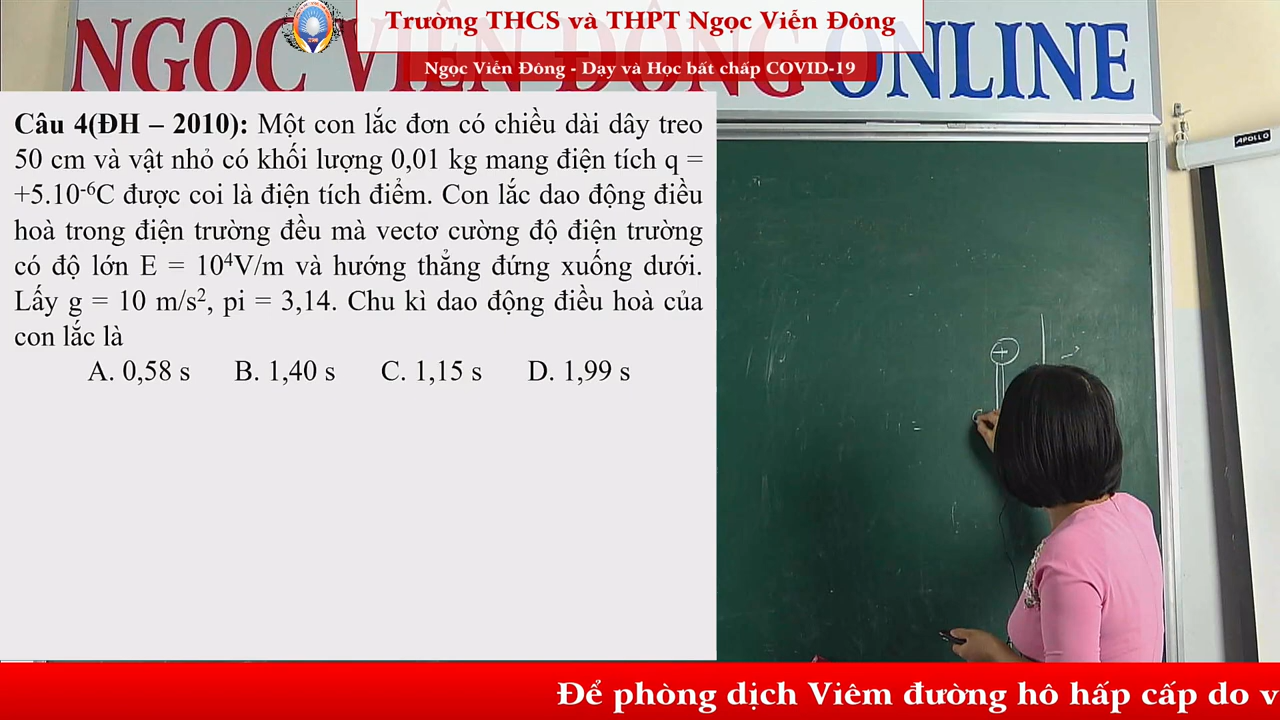 NGỌC VIỄN ĐÔNG ONLINE
Trường THCS và THPT Ngọc Viễn Đông
Ngọc Viễn Đông - Dạy và Học bất chấp COVID-19
APOLLO
Câu 4(ĐH – 2010): Một con lắc đơn có chiều dài dây treo
50 cm và vật nhỏ có khối lượng 0,01 kg mang điện tích q =
+5.10⁻⁶C được coi là điện tích điểm. Con lắc dao động điều
hoà trong điện trường đều mà vectơ cường độ điện trường
có độ lớn E = 10⁴V/m và hướng thẳng đứng xuống dưới.
Lấy g = 10 m/s², pi = 3,14. Chu kì dao động điều hoà của
con lắc là
A. 0,58 s B. 1,40 s C. 1,15 s D. 1,99 s
+
Để phòng dịch Viêm đường hô hấp cấp do v